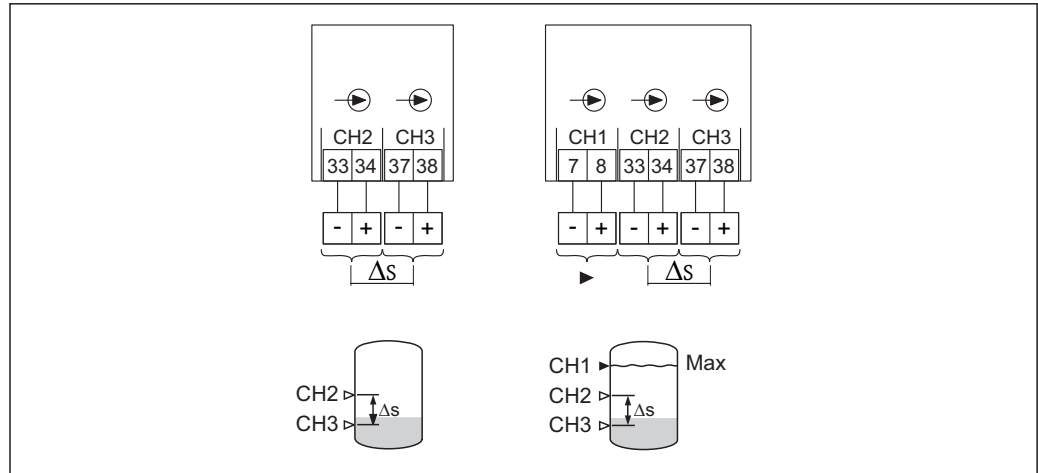 CH2 CH3
33 34 37 38
- + - +
Δs
CH2
Δs
CH3
CH1 CH2 CH3
7 8 33 34 37 38
- + - + - +
Δs
CH1 Max
CH2
Δs
CH3